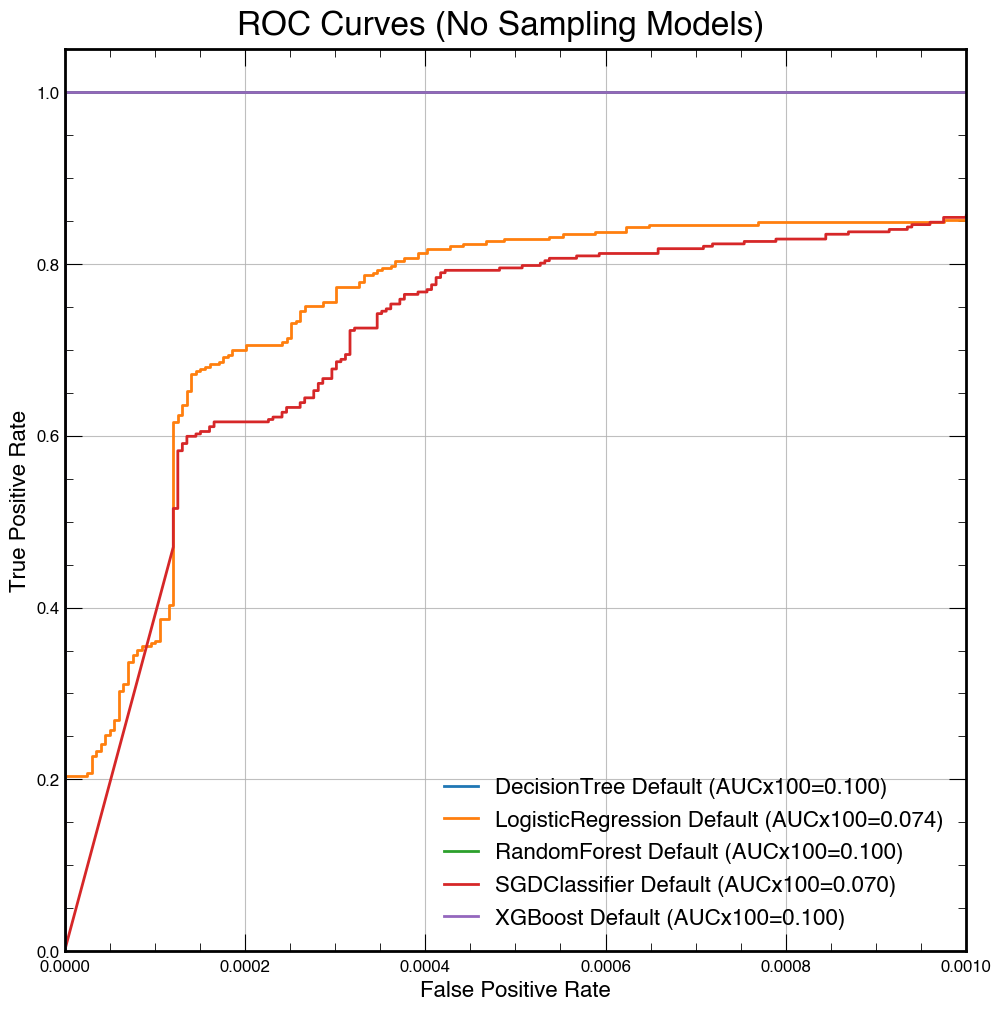 ROC Curves (No Sampling Models)
True Positive Rate
1.0
0.8
0.6
0.4
0.2
0.0
DecisionTree Default (AUCx100=0.100)
LogisticRegression Default (AUCx100=0.074)
RandomForest Default (AUCx100=0.100)
SGDClassifier Default (AUCx100=0.070)
XGBoost Default (AUCx100=0.100)
0.0000 0.0002 0.0004 0.0006 0.0008 0.0010
False Positive Rate